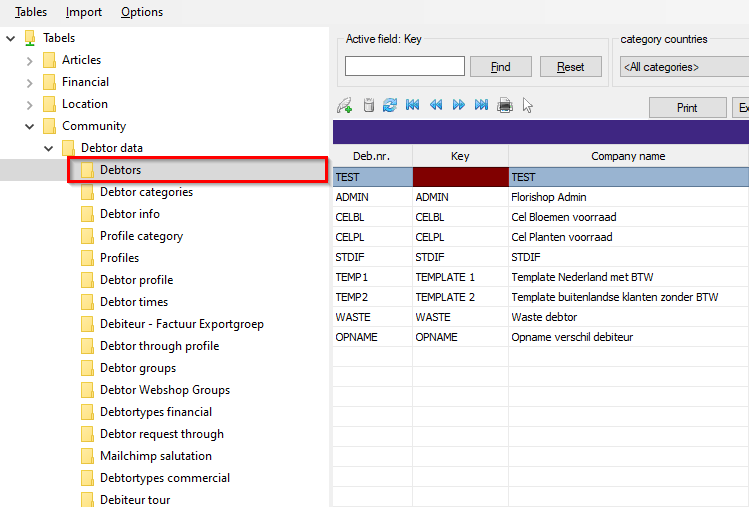 Tables Import Options
Tabels
Articles
Financial
Location
Community
Debtor data
Debtors
Debtor categories
Debtor info
Profile category
Profiles
Debtor profile
Debtor times
Debiteur - Factuur Exportgroep
Debtor through profile
Debtor groups
Debtor Webshop Groups
Debtortypes financial
Debtor request through
Mailchimp salutation
Debtortypes commercial
Debiteur tour
Active field: Key
Find Reset
category countries
<All categories>
Print Ex
Deb.nr. Key Company name
TEST TEST
ADMIN ADMIN Florishop Admin
CELBL CELBL Cel Bloemen voorraad
CELPL CELPL Cel Planten voorraad
STDIF STDIF STDIF
TEMP1 TEMPLATE 1 Template Nederland met BTW
TEMP2 TEMPLATE 2 Template buitenlandse klanten zonder BTW
WASTE WASTE Waste debtor
OPNAME OPNAME Opname verschil debiteur